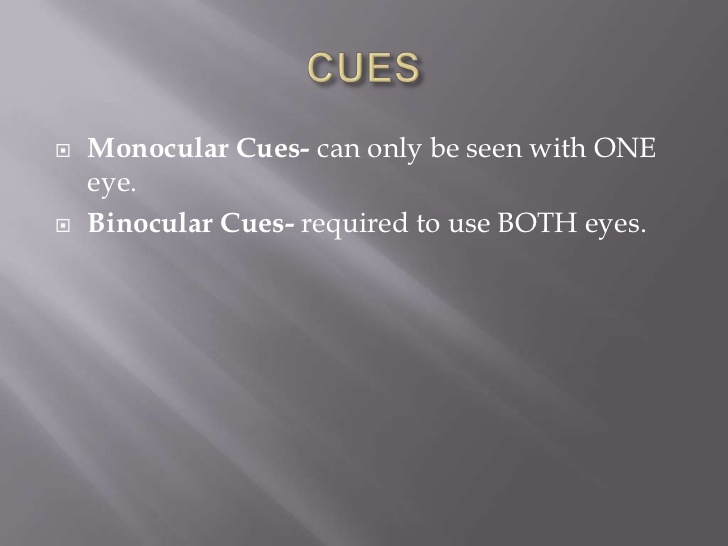 CUES
Monocular Cues- can only be seen with ONE
eye.
Binocular Cues- required to use BOTH eyes.